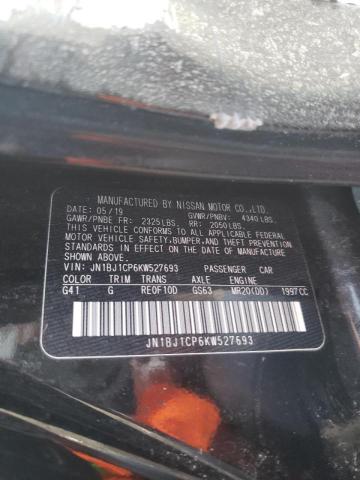 MANUFACTURED BY NISSAN MOTOR CO.,LTD.
DATE: 05/19 GVWR/PNBV: 4340 LBS.
GAWR/PNBE FR: 2325LBS. RR: 2050LBS.
THIS VEHICLE CONFORMS TO ALL APPLICABLE FEDERAL
MOTOR VEHICLE SAFETY, BUMPER, AND THEFT PREVENTION
STANDARDS IN EFFECT ON THE DATE OF MANUFACTURE
SHOWN ABOVE.
VIN: JN1BJ1CP6KW527693 PASSENGER CAR
COLOR TRIM TRANS AXLE ENGINE
G41 G RE0F10D GS63 MR20(DD) 1997CC
JN1BJ1CP6KW527693